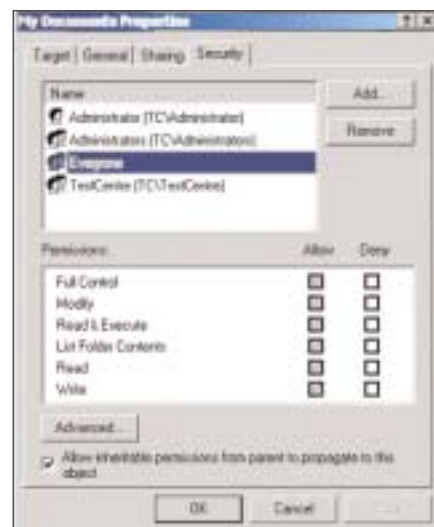 My Documents Properties
Target General Sharing Security
Name
Add...
Administrator (TC\Administrator)
Remove
Administrators (TC\Administrators)
Everyone
TestCentre (TC\TestCentre)
Permissions: Allow Deny
Full Control
Modify
Read & Execute
List Folder Contents
Read
Write
Advanced...
Allow inheritable permissions from parent to propagate to this
object
OK Cancel